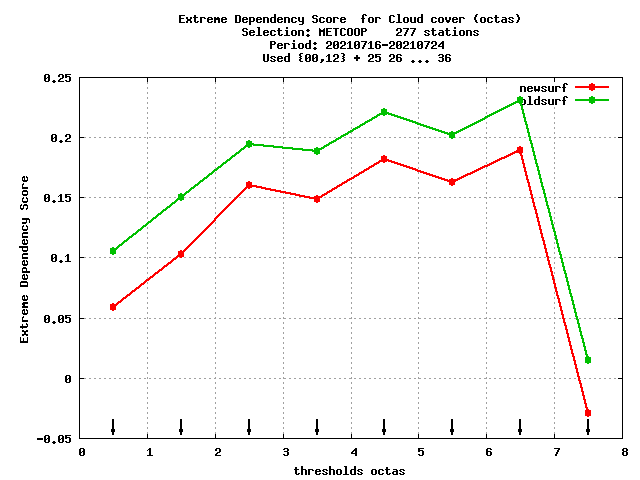 Extreme Dependency Score  for Cloud cover (octas)
Selection: METCOOP    277 stations
Period: 20210716-20210724
Used {00,12} + 25 26 ... 36
0.25
newsurf
oldsurf
0.2
0.15
0.1
0.05
0
-0.05
Extreme Dependency Score
0 1 2 3 4 5 6 7 8
thresholds octas